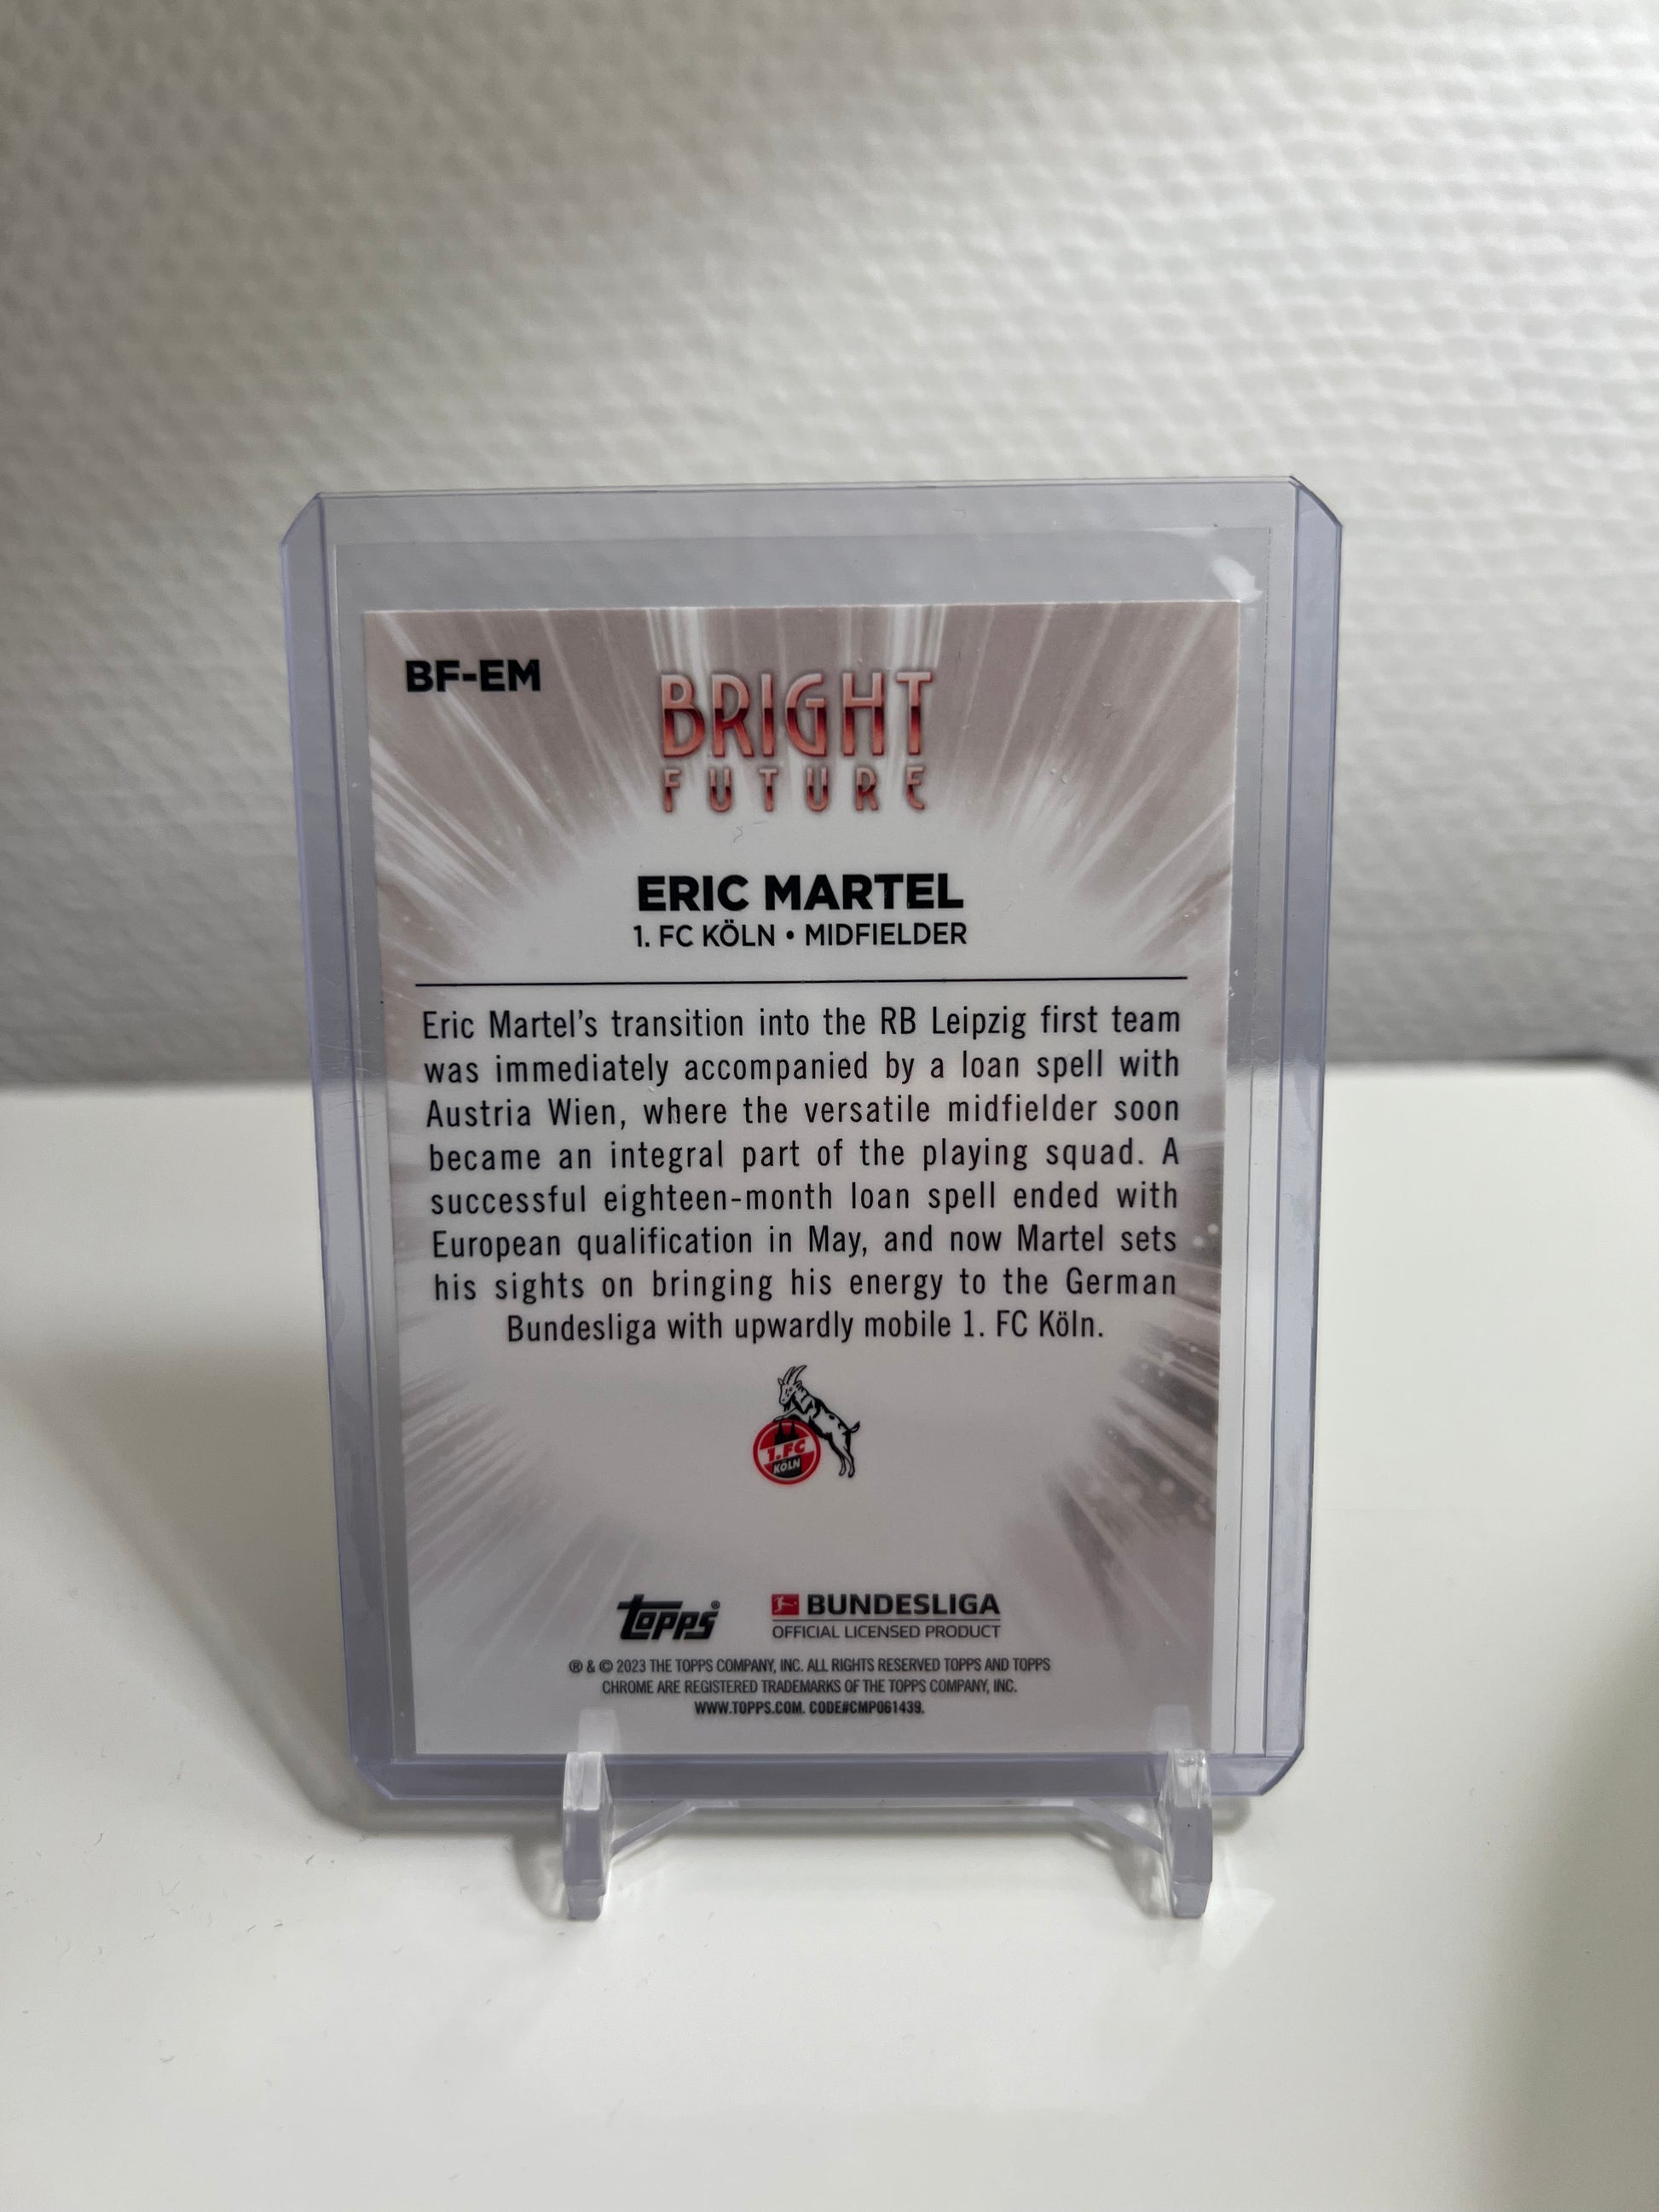 BF-EM
BRIGHT
FUTURE
ERIC MARTEL
1. FC KÖLN • MIDFIELDER
Eric Martel's transition into the RB Leipzig first team
was immediately accompanied by a loan spell with
Austria Wien, where the versatile midfielder soon
became an integral part of the playing squad. A
successful eighteen-month loan spell ended with
European qualification in May, and now Martel sets
his sights on bringing his energy to the German
Bundesliga with upwardly mobile 1. FC Köln.
1.FC
KÖLN
topps®
BUNDESLIGA
OFFICIAL LICENSED PRODUCT
® & © 2023 THE TOPPS COMPANY, INC. ALL RIGHTS RESERVED TOPPS AND TOPPS
CHROME ARE REGISTERED TRADEMARKS OF THE TOPPS COMPANY, INC.
WWW.TOPPS.COM. CODE#CMP061439.